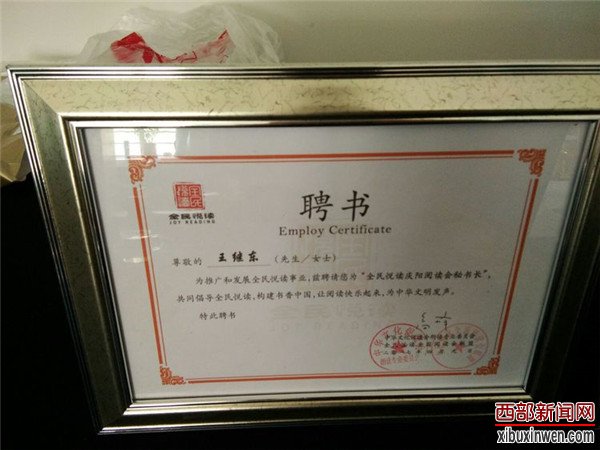 全民悦读
JOY READING
聘书
Employ Certificate
尊敬的 王继东 (先生/女士)
为推广和发展全民悦读事业,兹聘请您为“全民悦读庆阳阅读会秘书长”,
共同倡导全民悦读,构建书香中国,让阅读快乐起来,为中华文明发声。
特此聘书
西部新闻网
xibuxinwen.com